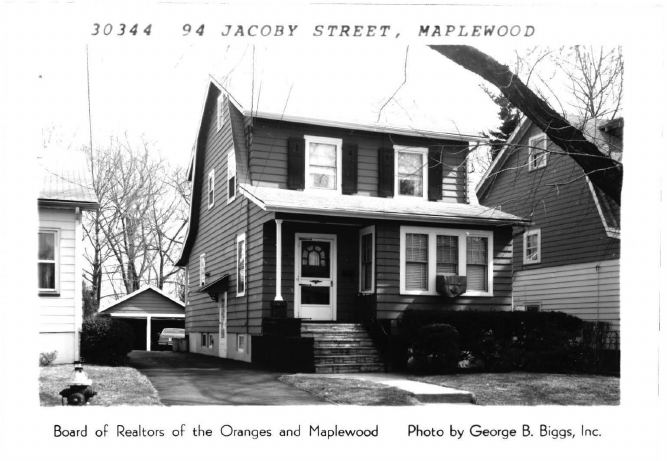 30344 94 JACOBY STREET, MAPLEWOOD
Board of Realtors of the Oranges and Maplewood Photo by George B. Biggs, Inc.